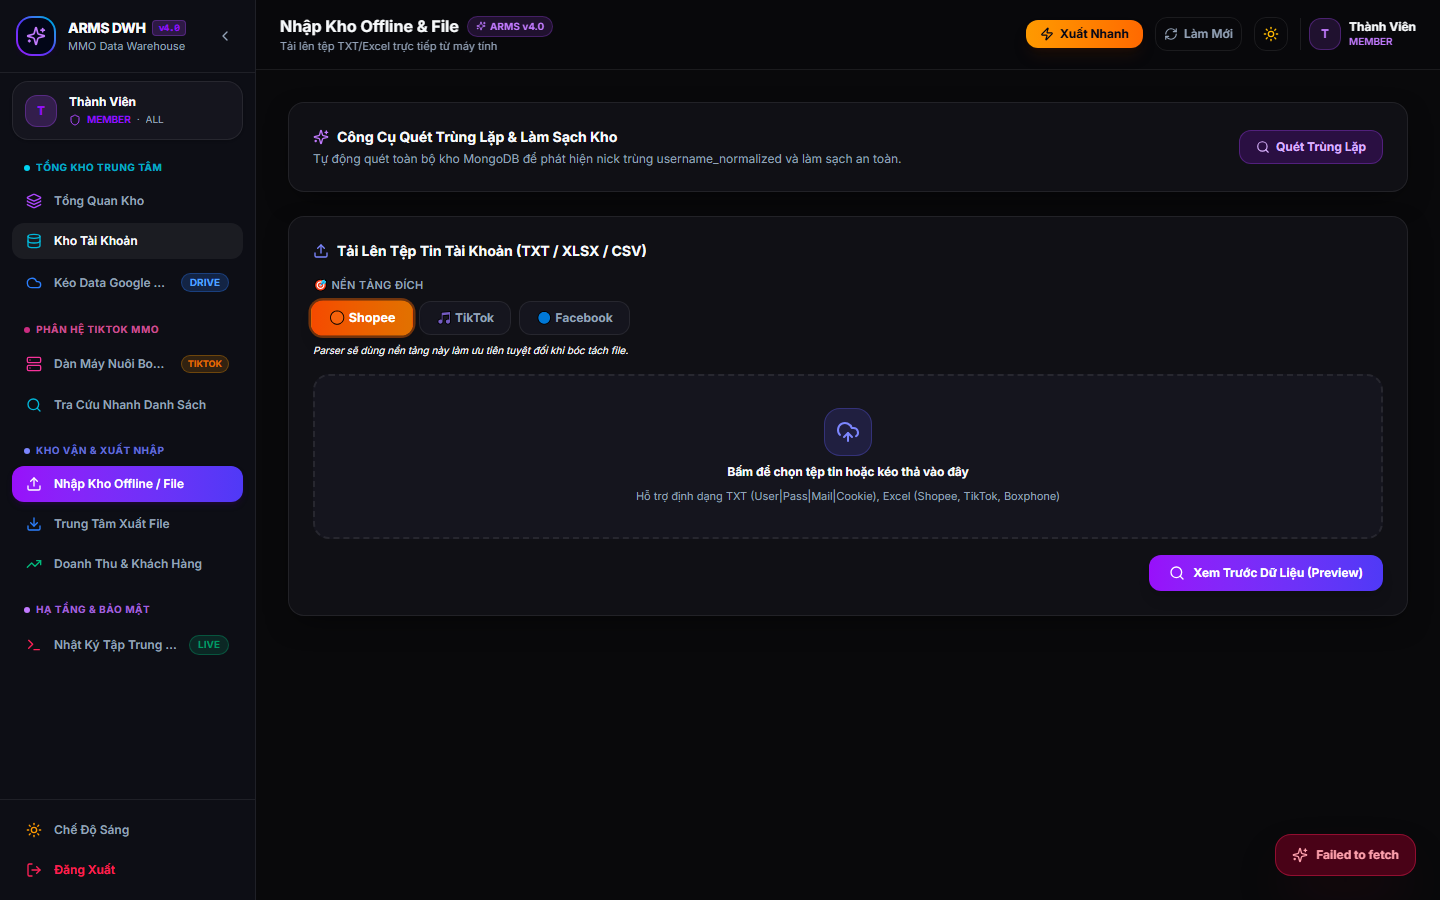 ARMS DWH v4.0
MMO Data Warehouse
T
Thành Viên
MEMBER · ALL
TỔNG KHO TRUNG TÂM
Tổng Quan Kho
Kho Tài Khoản
Kéo Data Google ... DRIVE
PHÂN HỆ TIKTOK MMO
Dàn Máy Nuôi Bo... TIKTOK
Tra Cứu Nhanh Danh Sách
KHO VẬN & XUẤT NHẬP
Nhập Kho Offline / File
Trung Tâm Xuất File
Doanh Thu & Khách Hàng
HẠ TẦNG & BẢO MẬT
Nhật Ký Tập Trung ... LIVE
Chế Độ Sáng
Đăng Xuất
Nhập Kho Offline & File ARMS v4.0
Tải lên tệp TXT/Excel trực tiếp từ máy tính
Xuất Nhanh
Làm Mới
T
Thành Viên
MEMBER
Công Cụ Quét Trùng Lặp & Làm Sạch Kho
Tự động quét toàn bộ kho MongoDB để phát hiện nick trùng username_normalized và làm sạch an toàn.
Quét Trùng Lặp
Tải Lên Tệp Tin Tài Khoản (TXT / XLSX / CSV)
NỀN TẢNG ĐÍCH
Shopee
TikTok
Facebook
Parser sẽ dùng nền tảng này làm ưu tiên tuyệt đối khi bóc tách file.
Bấm để chọn tệp tin hoặc kéo thả vào đây
Hỗ trợ định dạng TXT (User|Pass|Mail|Cookie), Excel (Shopee, TikTok, Boxphone)
Xem Trước Dữ Liệu (Preview)
Failed to fetch